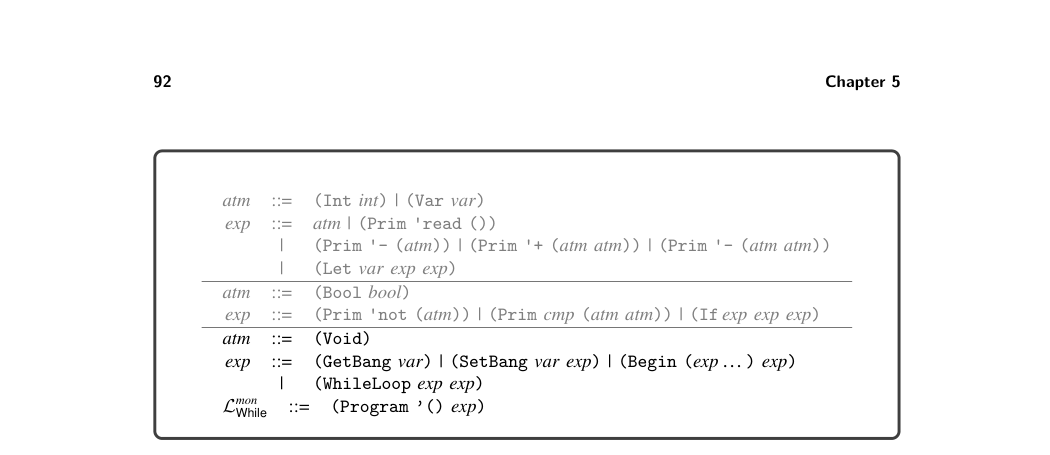 92 Chapter 5
atm ::= (Int int) | (Var var)
exp ::= atm | (Prim 'read ())
| (Prim '- (atm)) | (Prim '+ (atm atm)) | (Prim '- (atm atm))
| (Let var exp exp)
atm ::= (Bool bool)
exp ::= (Prim 'not (atm)) | (Prim cmp (atm atm)) | (If exp exp exp)
atm ::= (Void)
exp ::= (GetBang var) | (SetBang var exp) | (Begin (exp ... ) exp)
| (WhileLoop exp exp)
ℒ mon While ::= (Program ’() exp)